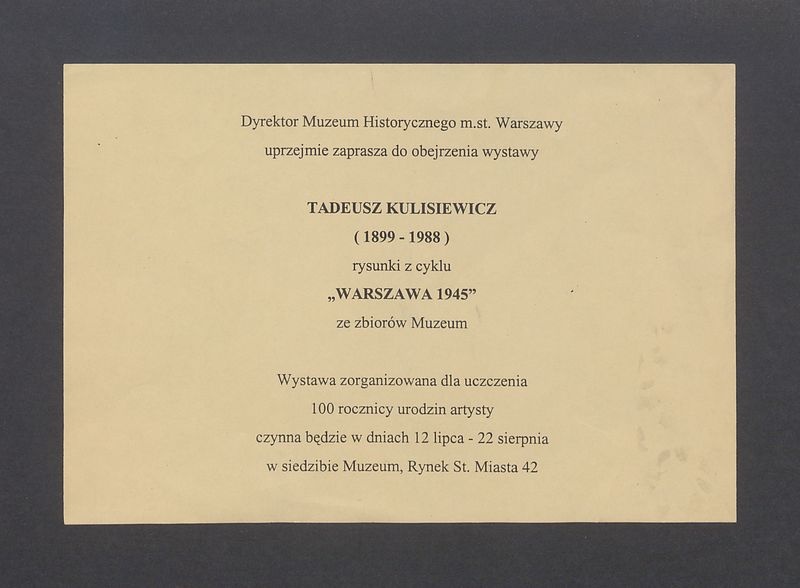 Dyrektor Muzeum Historycznego m.st. Warszawy
uprzejmie zaprasza do obejrzenia wystawy
TADEUSZ KULISIEWICZ
( 1899 - 1988 )
rysunki z cyklu
„WARSZAWA 1945”
ze zbiorów Muzeum
Wystawa zorganizowana dla uczczenia
100 rocznicy urodzin artysty
czynna będzie w dniach 12 lipca - 22 sierpnia
w siedzibie Muzeum, Rynek St. Miasta 42